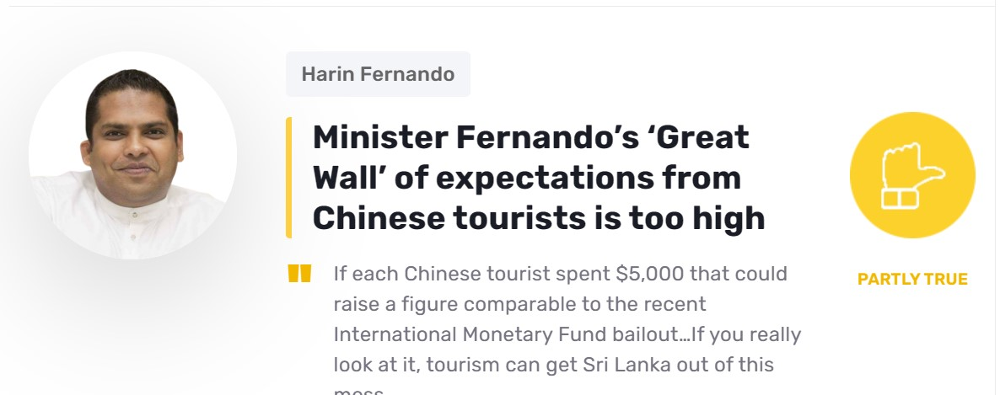 Harin Fernando
Minister Fernando’s ‘Great
Wall’ of expectations from
Chinese tourists is too high
If each Chinese tourist spent $5,000 that could
raise a figure comparable to the recent
International Monetary Fund bailout…If you really
look at it, tourism can get Sri Lanka out of this
PARTLY TRUE